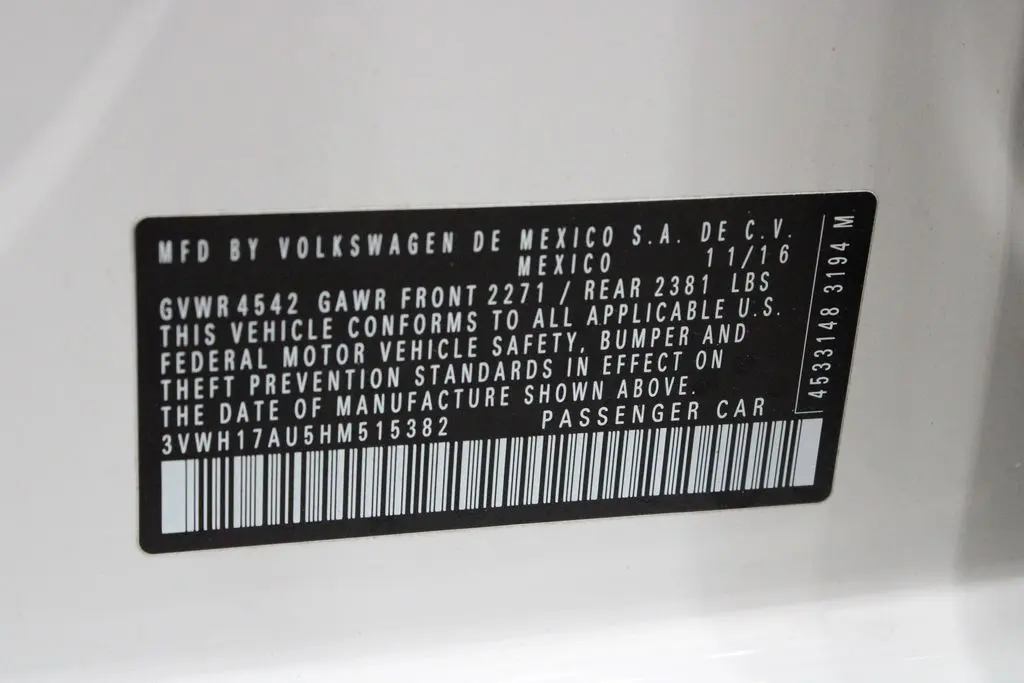 MFD BY VOLKSWAGEN DE MEXICO S.A. DE C.V.
MEXICO 11/16
GVWR 4542 GAWR FRONT 2271 / REAR 2381 LBS
THIS VEHICLE CONFORMS TO ALL APPLICABLE U.S.
FEDERAL MOTOR VEHICLE SAFETY, BUMPER AND
THEFT PREVENTION STANDARDS IN EFFECT ON
THE DATE OF MANUFACTURE SHOWN ABOVE.
3VWH17AU5HM515382 PASSENGER CAR
4533148 3194 M